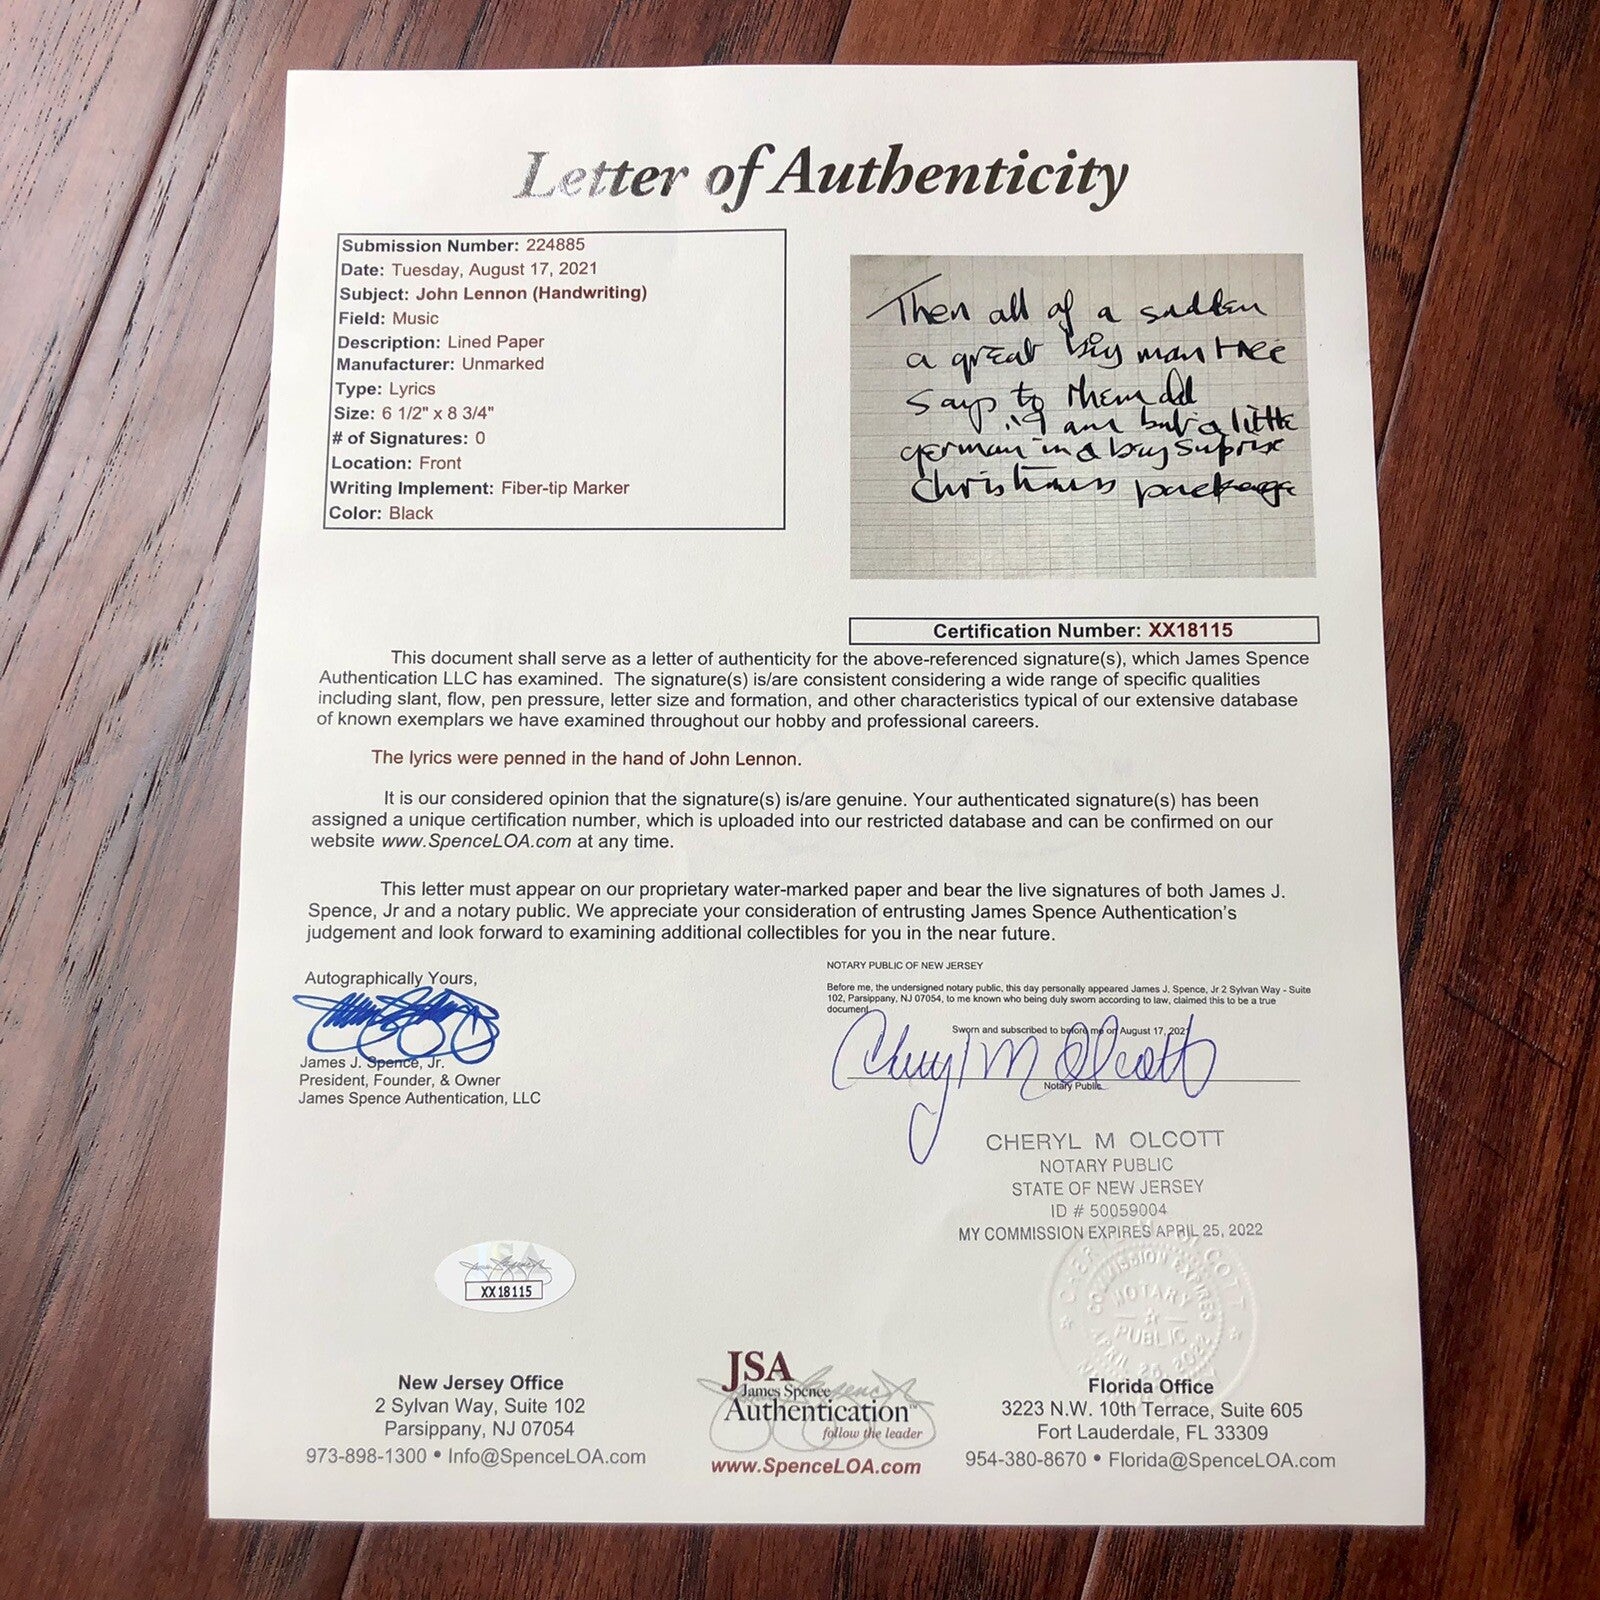 Letter of Authenticity
Submission Number: 224885
Date: Tuesday, August 17, 2021
Subject: John Lennon (Handwriting)
Field: Music
Description: Lined Paper
Manufacturer: Unmarked
Type: Lyrics
Size: 6 1/2" x 8 3/4"
# of Signatures: 0
Location: Front
Writing Implement: Fiber-tip Marker
Color: Black
Then all of a sudden
a great big man tree
says to them all
'I am but a little
german in a big suprise
christmas package
Certification Number: XX18115
This document shall serve as a letter of authenticity for the above-referenced signature(s), which James Spence
Authentication LLC has examined. The signature(s) is/are consistent considering a wide range of specific qualities
including slant, flow, pen pressure, letter size and formation, and other characteristics typical of our extensive database
of known exemplars we have examined throughout our hobby and professional careers.
The lyrics were penned in the hand of John Lennon.
It is our considered opinion that the signature(s) is/are genuine. Your authenticated signature(s) has been
assigned a unique certification number, which is uploaded into our restricted database and can be confirmed on our
website www.SpenceLOA.com at any time.
This letter must appear on our proprietary water-marked paper and bear the live signatures of both James J.
Spence, Jr and a notary public. We appreciate your consideration of entrusting James Spence Authentication's
judgement and look forward to examining additional collectibles for you in the near future.
Autographically Yours,
James J. Spence, Jr.
President, Founder, & Owner
James Spence Authentication, LLC
NOTARY PUBLIC OF NEW JERSEY
Before me, the undersigned notary public, this day personally appeared James J. Spence, Jr 2 Sylvan Way - Suite
102, Parsippany, NJ 07054, to me known who being duly sworn according to law, claimed this to be a true
document.
Sworn and subscribed to before me on August 17, 2021
Cheryl M Olcott
Notary Public
CHERYL M OLCOTT
NOTARY PUBLIC
STATE OF NEW JERSEY
ID # 50059004
MY COMMISSION EXPIRES APRIL 25, 2022
CHERYL M OLCOTT
COMMISSION EXPIRES
NOTARY
PUBLIC
APRIL 25, 2022
JSA
XX18115
New Jersey Office
2 Sylvan Way, Suite 102
Parsippany, NJ 07054
973-898-1300 • Info@SpenceLOA.com
JSA
James Spence
Authentication™
follow the leader
www.SpenceLOA.com
Florida Office
3223 N.W. 10th Terrace, Suite 605
Fort Lauderdale, FL 33309
954-380-8670 • Florida@SpenceLOA.com